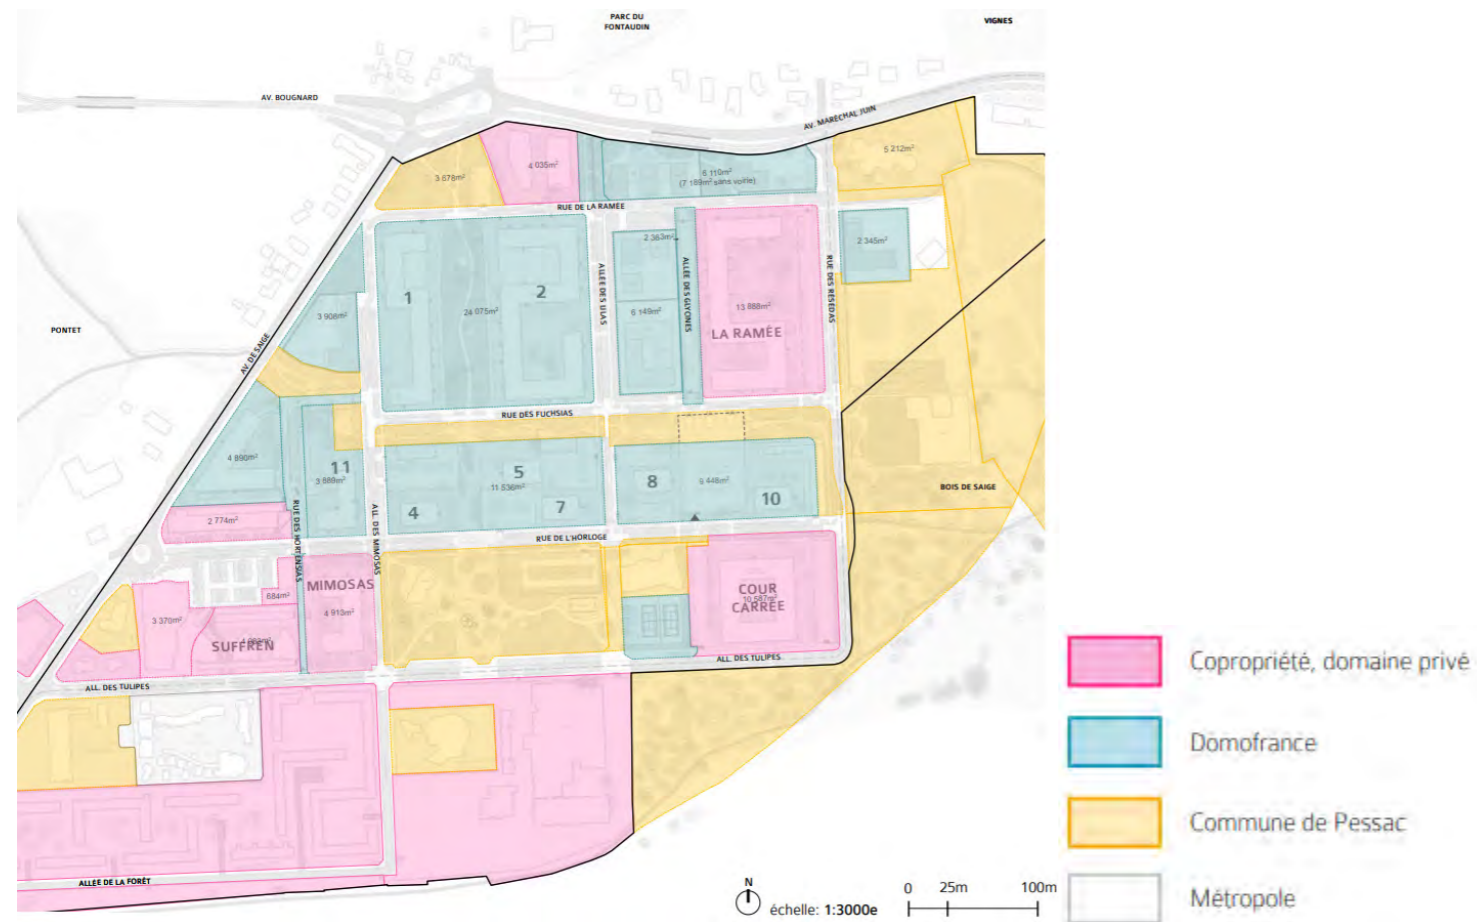 PARC DU
FONTAUDIN
VIGNES
AV. BOUGNARD
AV. MARÉCHAL JUIN
5 212m²
4 035m²
3 678m²
6 110m²
(7 189m² sans voirie)
RUE DE LA RAMÉE
2 363m²
2 345m²
ALLÉE DES LILAS
ALLÉE DES GLYCINES
RUE DES RÉSÉDAS
1
2
24 075m²
3 908m²
6 149m²
13 888m²
LA RAMÉE
PONTET
AV. DE SAIGE
RUE DES FUCHSIAS
4 890m²
11
3 889m²
5
11 636m²
4
7
8
9 448m²
10
BOIS DE SAIGE
2 774m²
RUE DES HORTENSIAS
ALL. DES MIMOSAS
RUE DE L'HORLOGE
MIMOSAS
684m²
4 919m²
3 370m²
SUFFREN
COUR
10 587m²
CARRÉE
ALL. DES TULIPES
ALL. DES TULIPES
ALLÉE DE LA FORÊT
N
échelle: 1:3000e
0 25m 100m
Copropriété, domaine privé
Domofrance
Commune de Pessac
Métropole